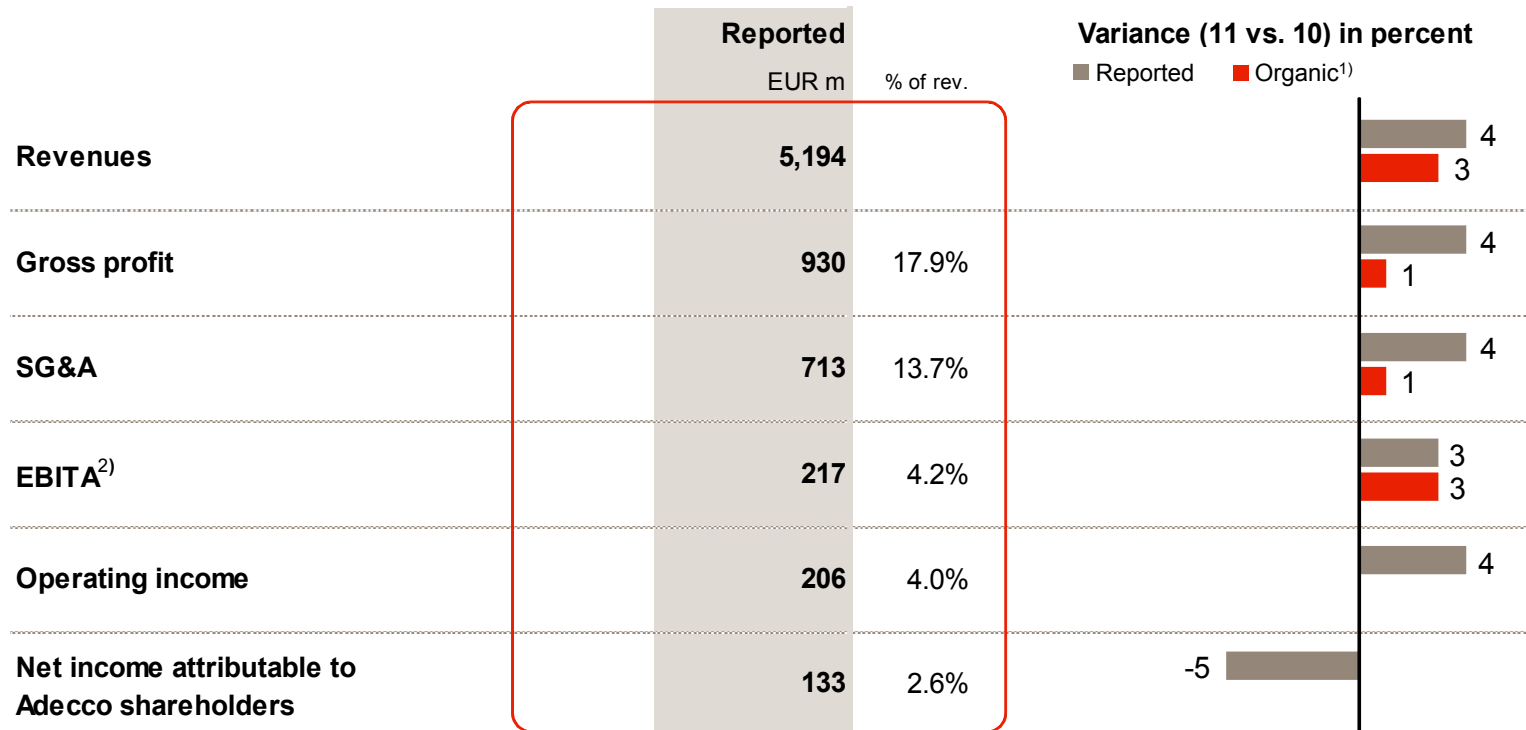 Reported
Variance (11 vs. 10) in percent
EUR m
% of rev.
Reported
Organic1)
Revenues
5,194
4
3
Gross profit
930
17.9%
4
1
SG&A
713
13.7%
4
1
EBITA2)
217
4.2%
3
3
Operating income
206
4.0%
4
Net income attributable to
Adecco shareholders
133
2.6%
-5